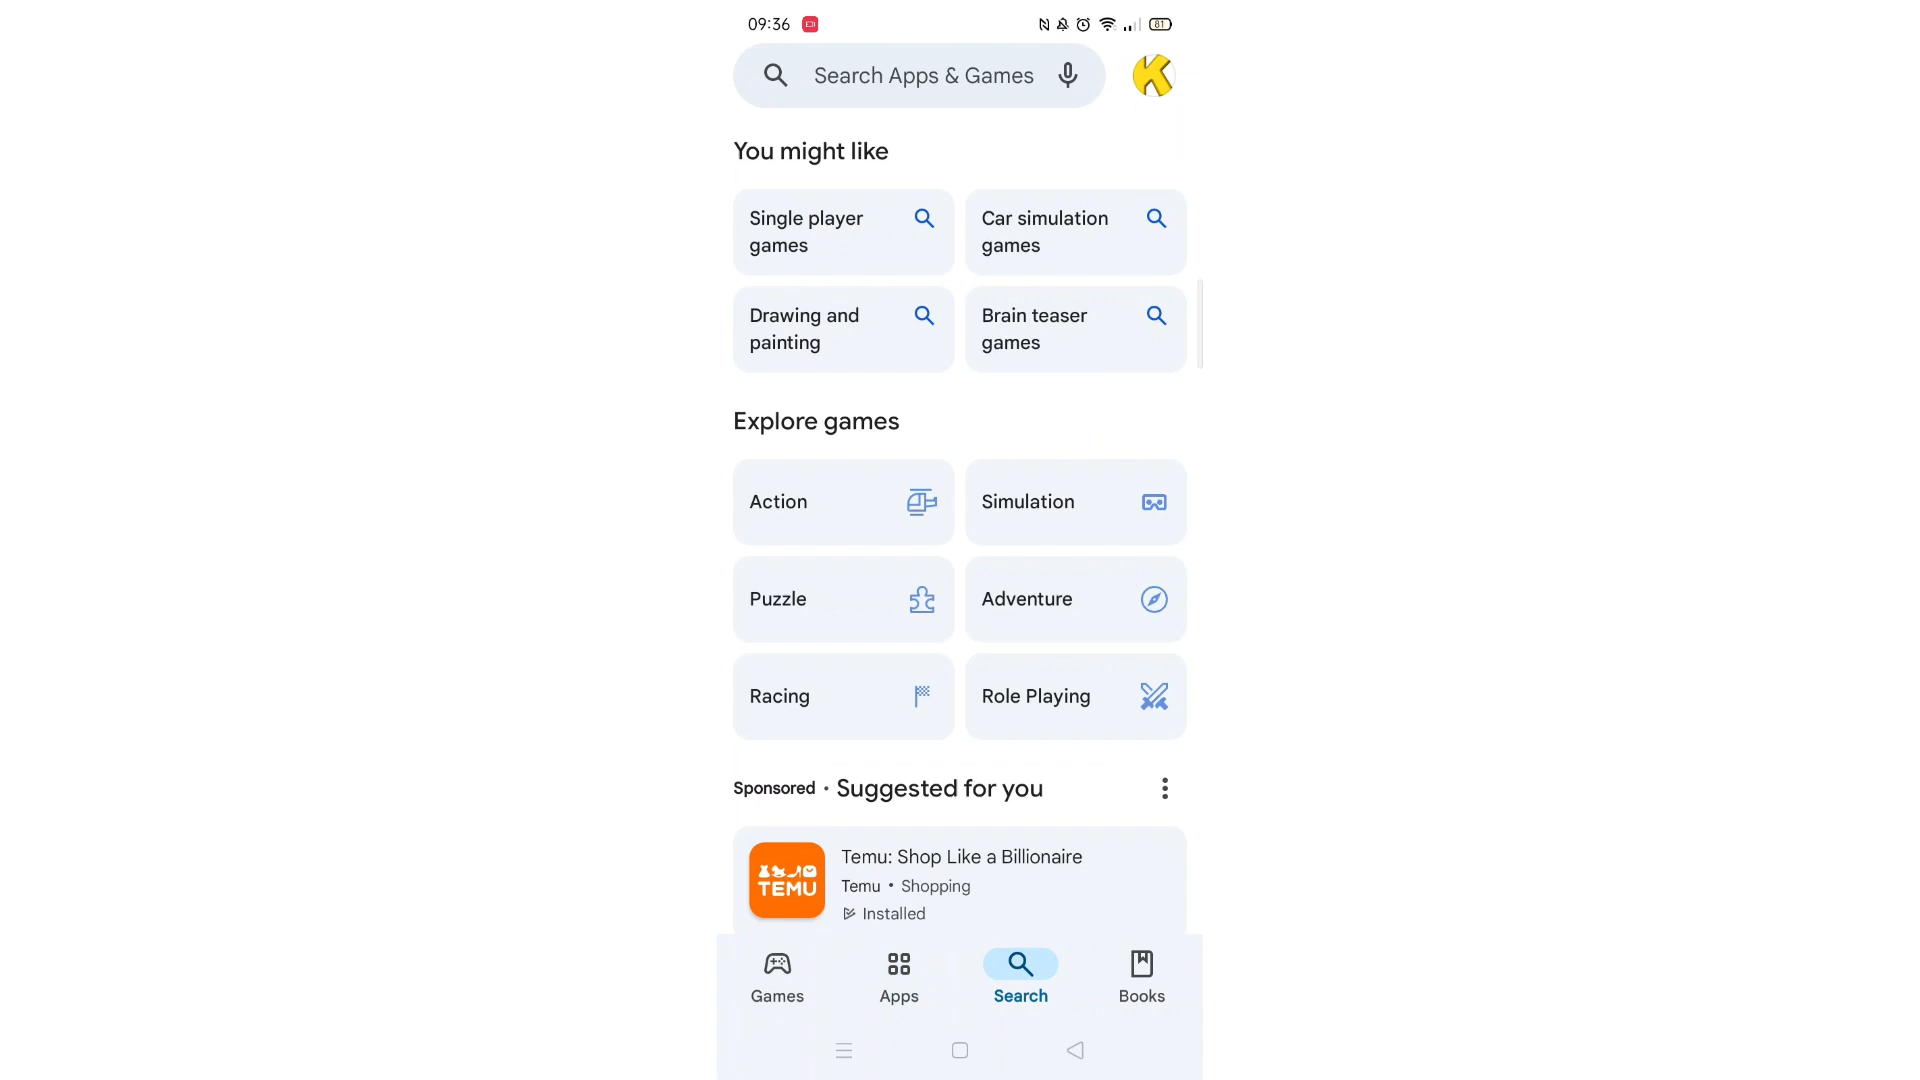 09:36
81
Search Apps & Games
You might like
Single player games
Car simulation games
Drawing and painting
Brain teaser games
Explore games
Action
Simulation
Puzzle
Adventure
Racing
Role Playing
Sponsored • Suggested for you
TEMU
Temu: Shop Like a Billionaire
Temu • Shopping
Installed
Games
Apps
Search
Books